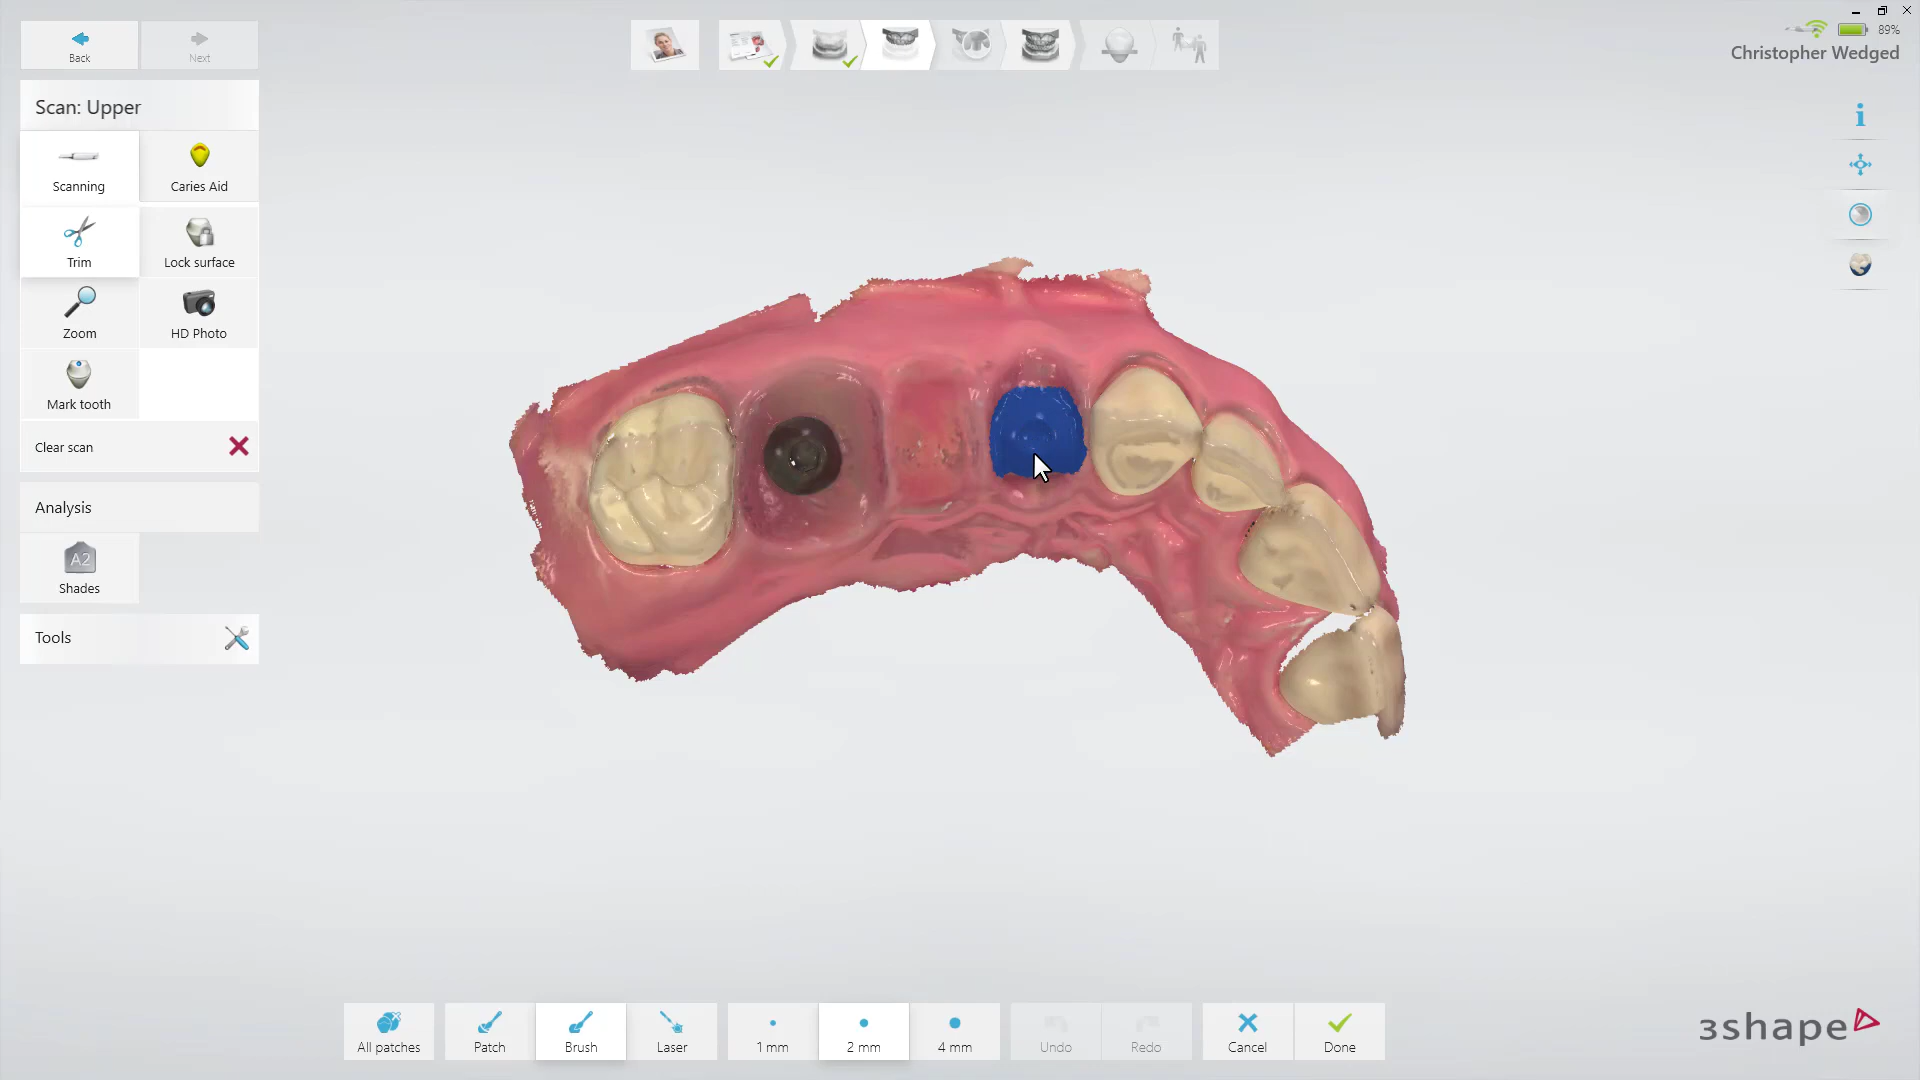 89%
Christopher Wedged
Back
Next
Scan: Upper
Scanning
Caries Aid
Trim
Lock surface
Zoom
HD Photo
Mark tooth
Clear scan
Analysis
A2
Shades
Tools
i
All patches
Patch
Brush
Laser
1 mm
2 mm
4 mm
Undo
Redo
Cancel
Done
3shape